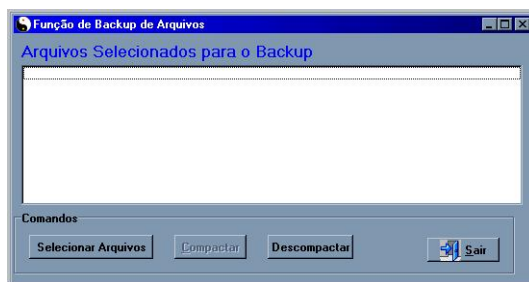 Função de Backup de Arquivos
Arquivos Selecionados para o Backup
Comandos
Selecionar Arquivos Compactar Descompactar Sair